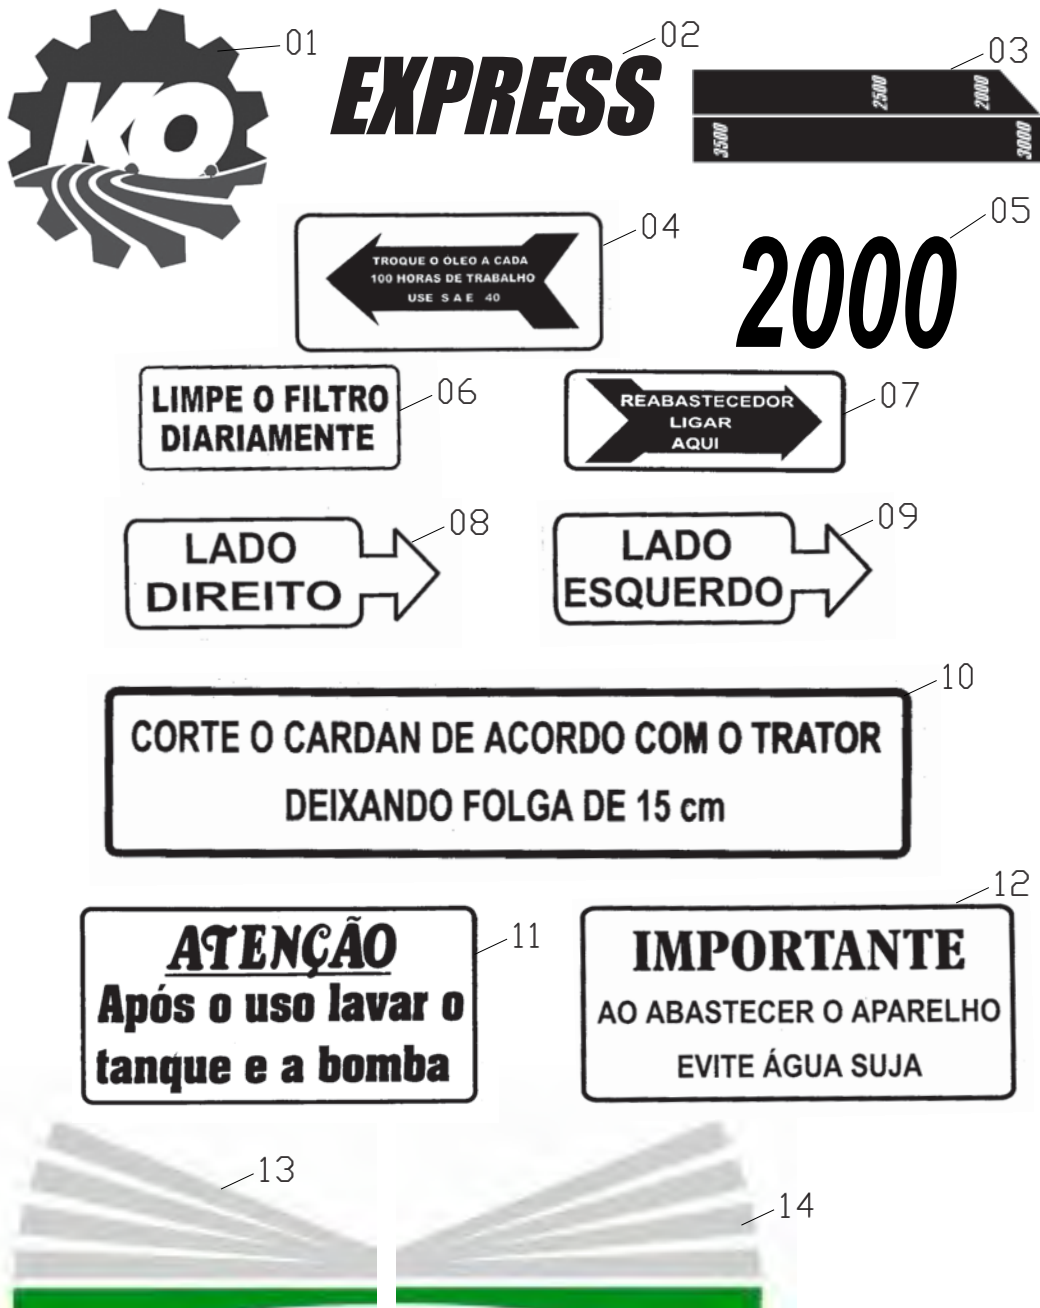 01
KO
EXPRESS
02
03
2500
2000
3500
3000
04
TROQUE O ÓLEO A CADA
100 HORAS DE TRABALHO
USE S A E 40
05
2000
06
LIMPE O FILTRO
DIARIAMENTE
07
REABASTECEDOR
LIGAR
AQUI
08
LADO
DIREITO
09
LADO
ESQUERDO
10
CORTE O CARDAN DE ACORDO COM O TRATOR
DEIXANDO FOLGA DE 15 cm
11
ATENÇÃO
Após o uso lavar o
tanque e a bomba
12
IMPORTANTE
AO ABASTECER O APARELHO
EVITE ÁGUA SUJA
13
14